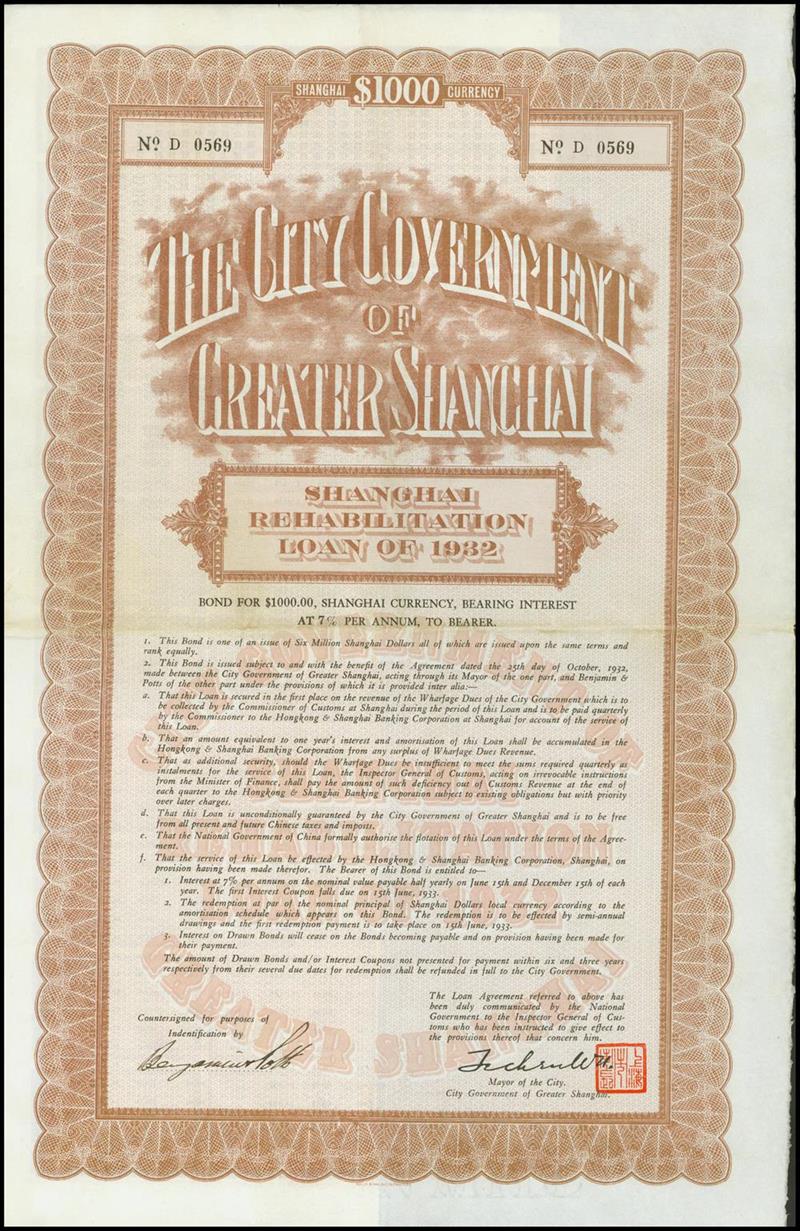 SHANGHAI $1000 CURRENCY
Nº D 0569
Nº D 0569
THE CITY GOVERNMENT
OF
GREATER SHANGHAI
SHANGHAI
REHABILITATION
LOAN OF 1932
BOND FOR $1000.00, SHANGHAI CURRENCY, BEARING INTEREST
AT 7% PER ANNUM, TO BEARER.
1. This Bond is one of an issue of Six Million Shanghai Dollars all of which are issued upon the same terms and
rank equally.
2. This Bond is issued subject to and with the benefit of the Agreement dated the 25th day of October, 1932,
made between the City Government of Greater Shanghai, acting through its Mayor of the one part, and Benjamin &
Potts of the other part under the provisions of which it is provided inter alia:—
a. That this Loan is secured in the first place on the revenue of the Wharfage Dues of the City Government which is to
be collected by the Commissioner of Customs at Shanghai during the period of this Loan and is to be paid quarterly
by the Commissioner to the Hongkong & Shanghai Banking Corporation at Shanghai for account of the service of
this Loan.
b. That an amount equivalent to one year's interest and amortisation of this Loan shall be accumulated in the
Hongkong & Shanghai Banking Corporation from any surplus of Wharfage Dues Revenue.
c. That as additional security, should the Wharfage Dues be insufficient to meet the sums required quarterly as
instalments for the service of this Loan, the Inspector General of Customs, acting on irrevocable instructions
from the Minister of Finance, shall pay the amount of such deficiency out of Customs Revenue at the end of
each quarter to the Hongkong & Shanghai Banking Corporation subject to existing obligations but with priority
over later charges.
d. That this Loan is unconditionally guaranteed by the City Government of Greater Shanghai and is to be free
from all present and future Chinese taxes and imposts.
e. That the National Government of China formally authorise the flotation of this Loan under the terms of the Agree-
ment.
f. That the service of this Loan be effected by the Hongkong & Shanghai Banking Corporation, Shanghai, on
provision having been made therefor. The Bearer of this Bond is entitled to—
1. Interest at 7% per annum on the nominal value payable half yearly on June 15th and December 15th of each
year. The first Interest Coupon falls due on 15th June, 1933.
2. The redemption at par of the nominal principal of Shanghai Dollars local currency according to the
amortisation schedule which appears on this Bond. The redemption is to be effected by semi-annual
drawings and the first redemption payment is to take place on 15th June, 1933.
3. Interest on Drawn Bonds will cease on the Bonds becoming payable and on provision having been made for
their payment.
The amount of Drawn Bonds and/or Interest Coupons not presented for payment within six and three years
respectively from their several due dates for redemption shall be refunded in full to the City Government.
The Loan Agreement referred to above has
been duly communicated by the National
Government to the Inspector General of Cus-
toms who has been instructed to give effect to
the provisions thereof that concern him.
Countersigned for purposes of
Indentification by
Mayor of the City.
City Government of Greater Shanghai.
GREATER SHANGHAI